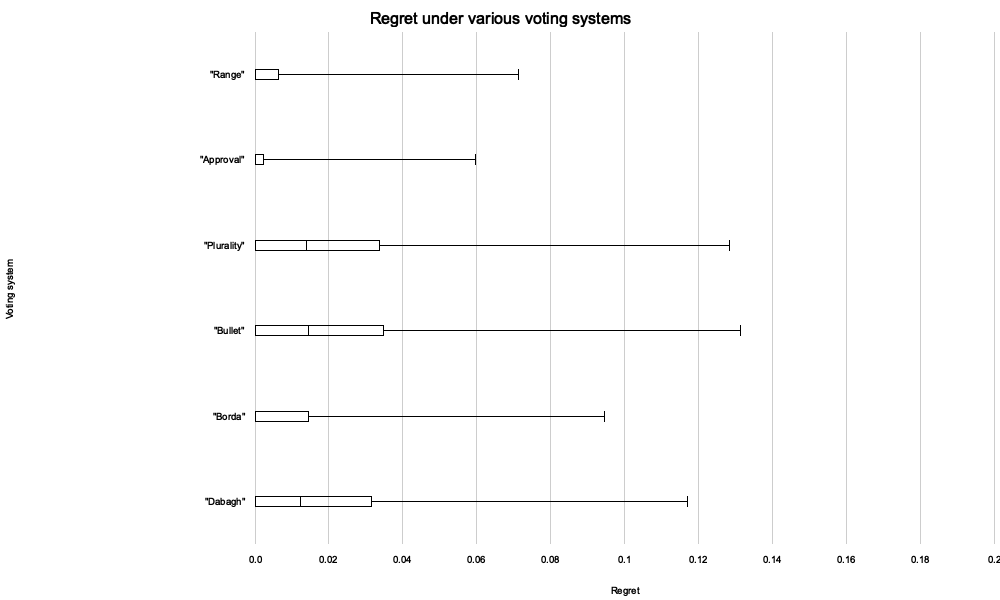 Regret under various voting systems
"Range"
"Approval"
"Plurality"
Voting system
"Bullet"
"Borda"
"Dabagh"
0.0 0.02 0.04 0.06 0.08 0.1 0.12 0.14 0.16 0.18 0.2
Regret